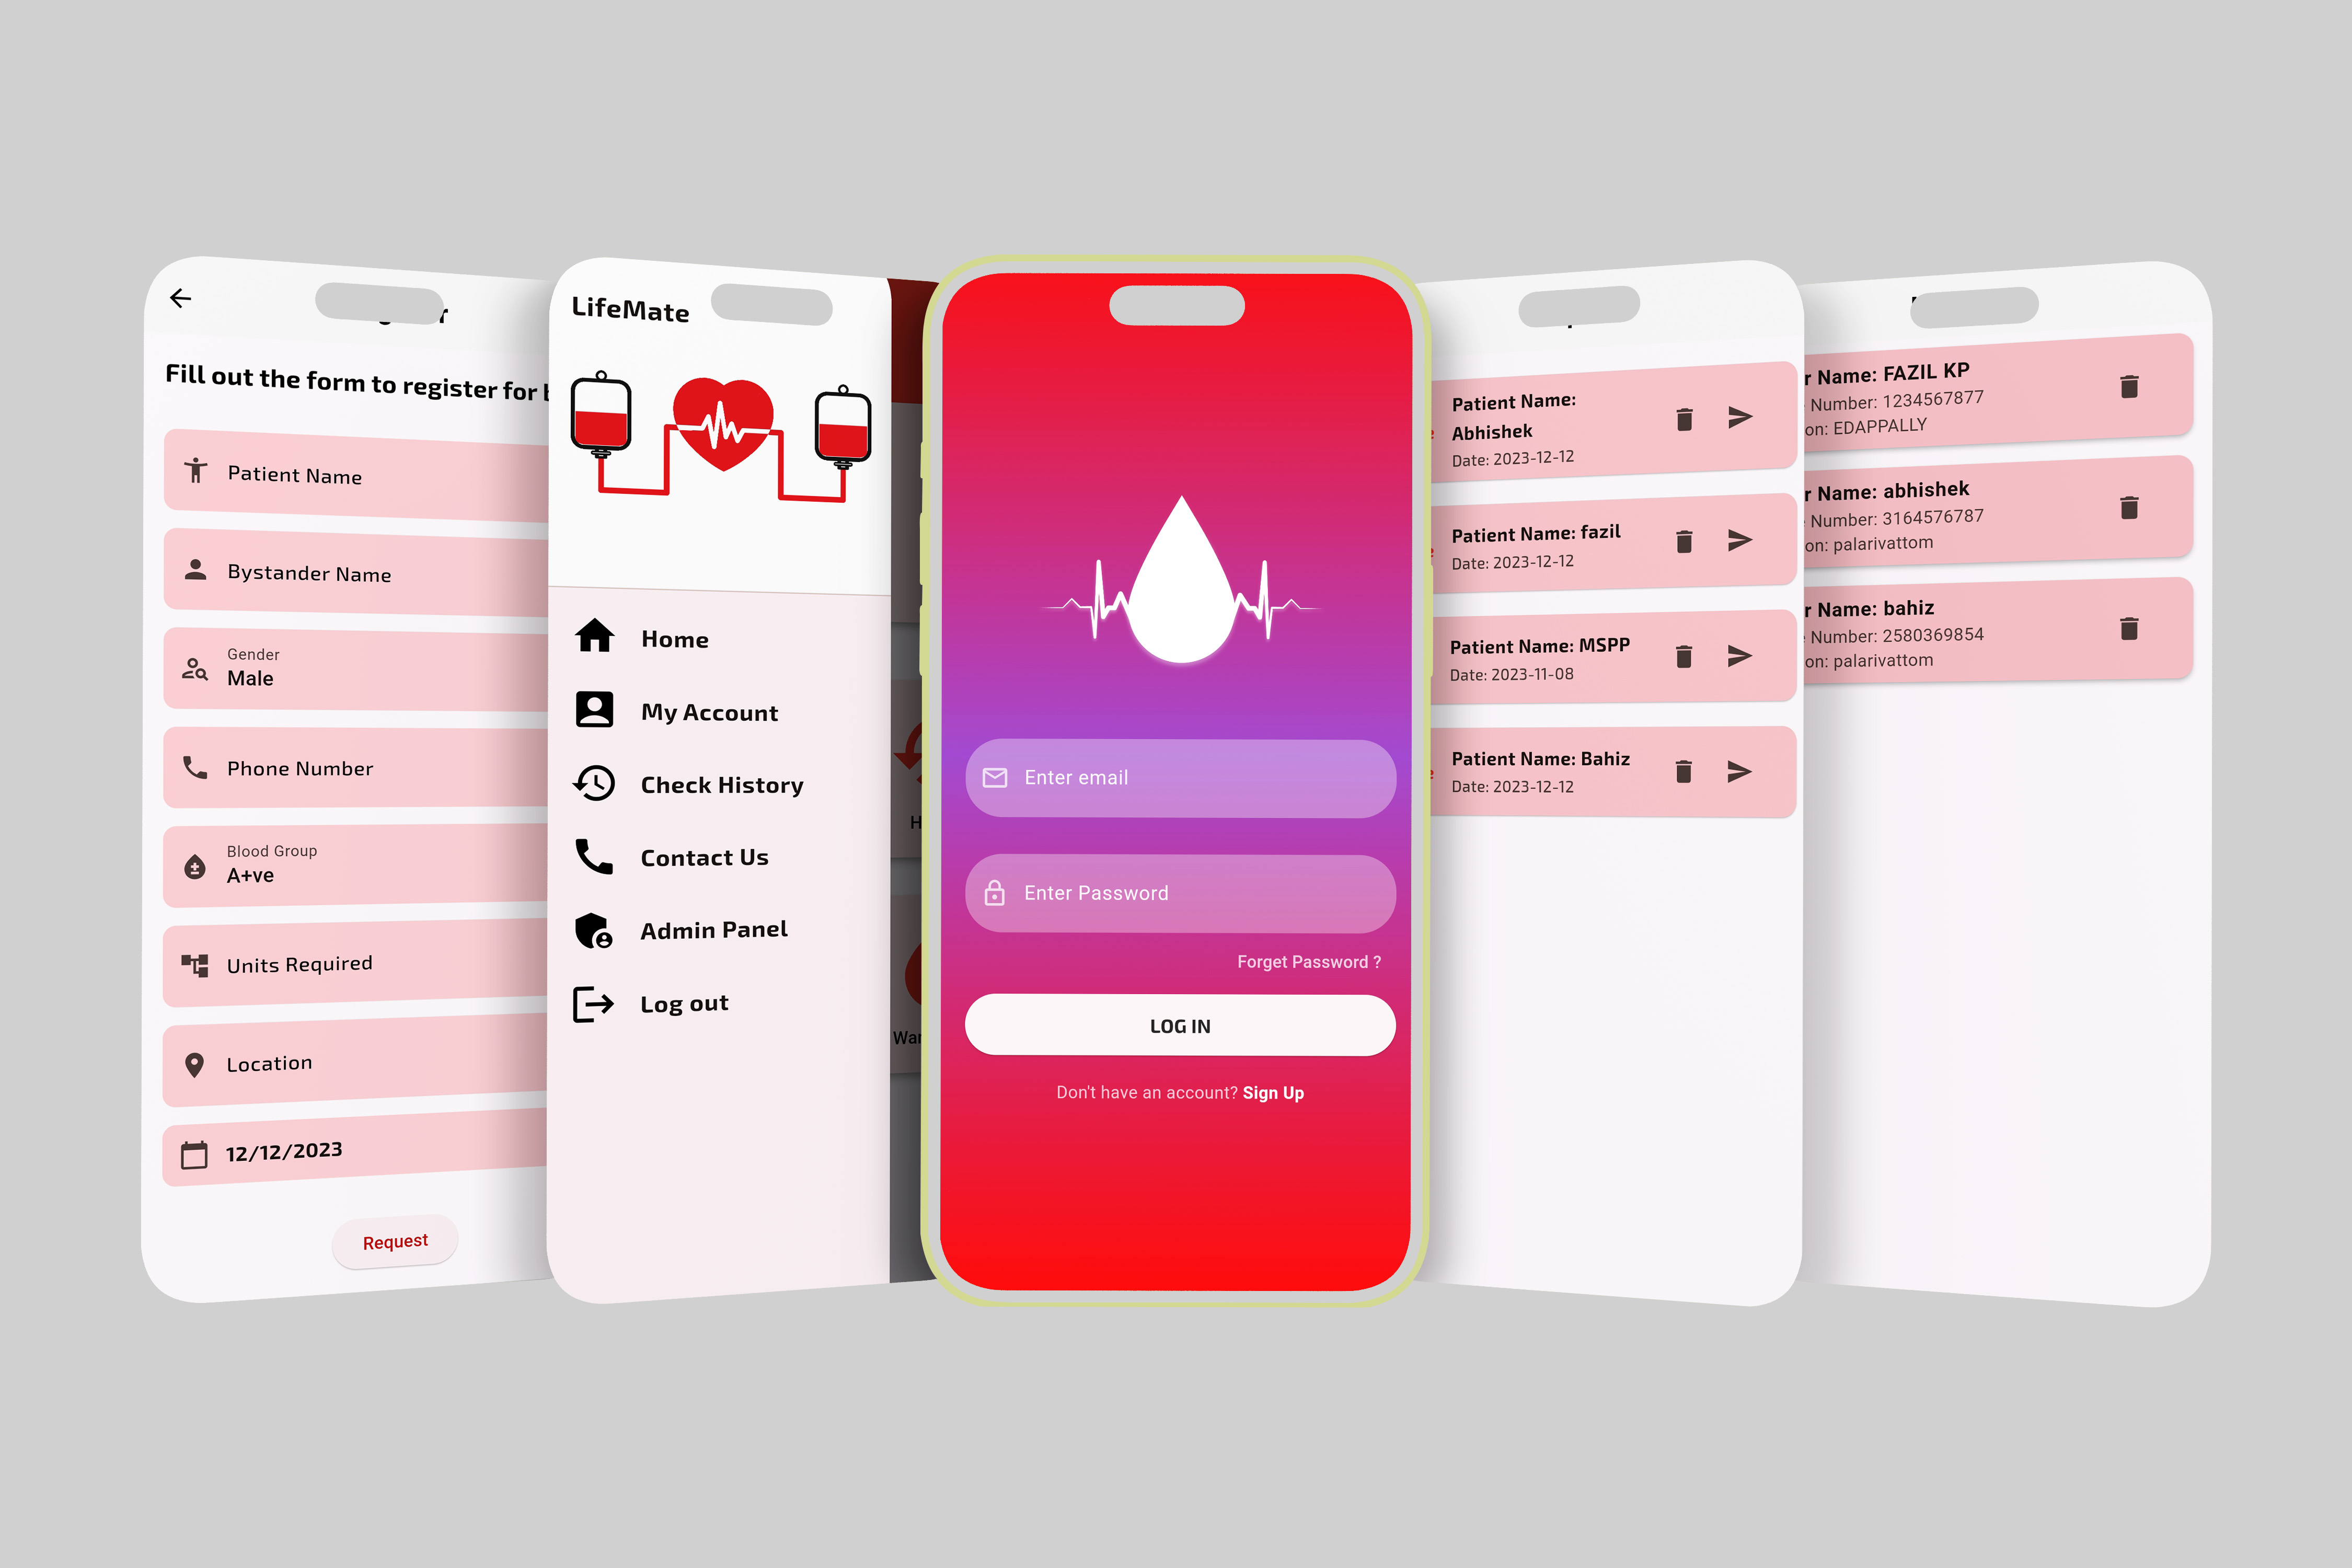 Fill out the form to register for
Patient Name
Bystander Name
Gender
Male
Phone Number
Blood Group
A+ve
Units Required
Location
12/12/2023
Request
LifeMate
Home
My Account
Check History
Contact Us
Admin Panel
Log out
Enter email
Enter Password
Forget Password ?
LOG IN
Don't have an account? Sign Up
Patient Name:
Abhishek
Date: 2023-12-12
Patient Name: fazil
Date: 2023-12-12
Patient Name: MSPP
Date: 2023-11-08
Patient Name: Bahiz
Date: 2023-12-12
Name: FAZIL KP
Number: 1234567877
EDAPPALLY
Name: abhishek
Number: 3164576787
palarivattom
Name: bahiz
Number: 2580369854
palarivattom